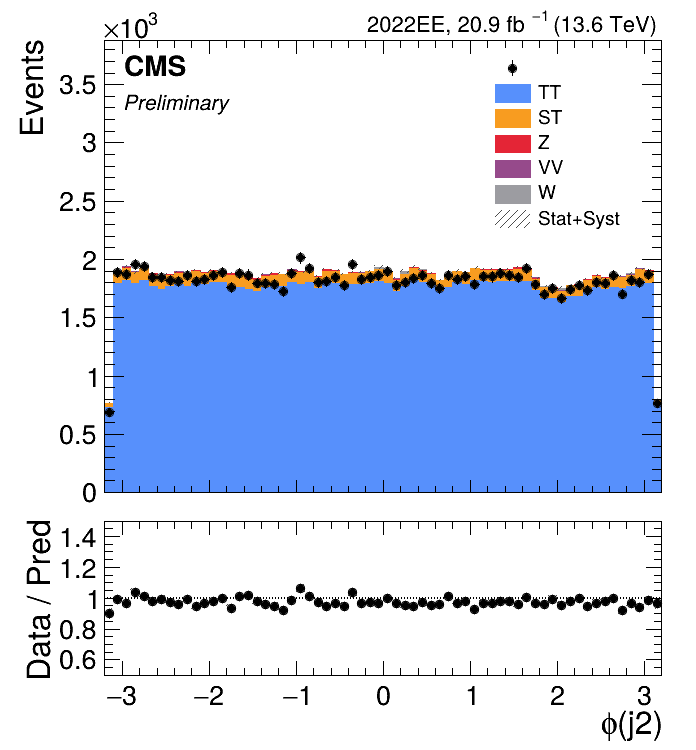 ×10³
2022EE, 20.9 fb ⁻¹ (13.6 TeV)
CMS
Preliminary
Events
TT
ST
Z
VV
W
Stat+Syst
3.5
3
2.5
2
1.5
1
0.5
0
Data / Pred
1.4
1.2
1
0.8
0.6
−3 −2 −1 0 1 2 3
ϕ(j2)